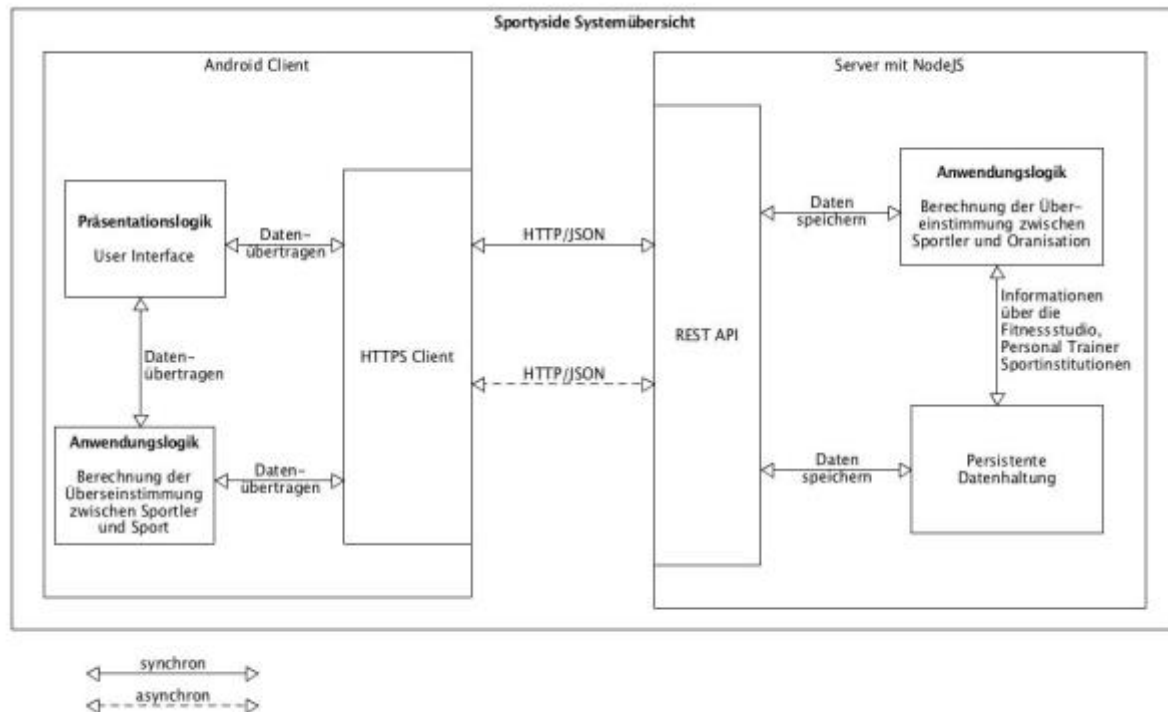 Sportyside Systemübersicht
Android Client
Präsentationslogik
User Interface
Daten-
übertragen
Daten-
übertragen
Anwendungslogik
Berechnung der
Überseinstimmung
zwischen Sportler
und Sport
Daten-
übertragen
HTTPS Client
HTTP/JSON
HTTP/JSON
Server mit NodeJS
REST API
Daten
speichern
Anwendungslogik
Berechnung der Über-
einstimmung zwischen
Sportler und Oranisation
Informationen
über die
Fitnessstudio,
Personal Trainer
Sportinstitutionen
Daten
speichern
Persistente
Datenhaltung
synchron
asynchron